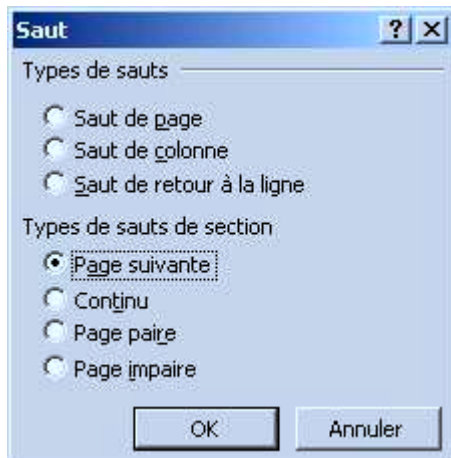 Saut
Types de sauts
Saut de page
Saut de colonne
Saut de retour à la ligne
Types de sauts de section
Page suivante
Continu
Page paire
Page impaire
OK Annuler